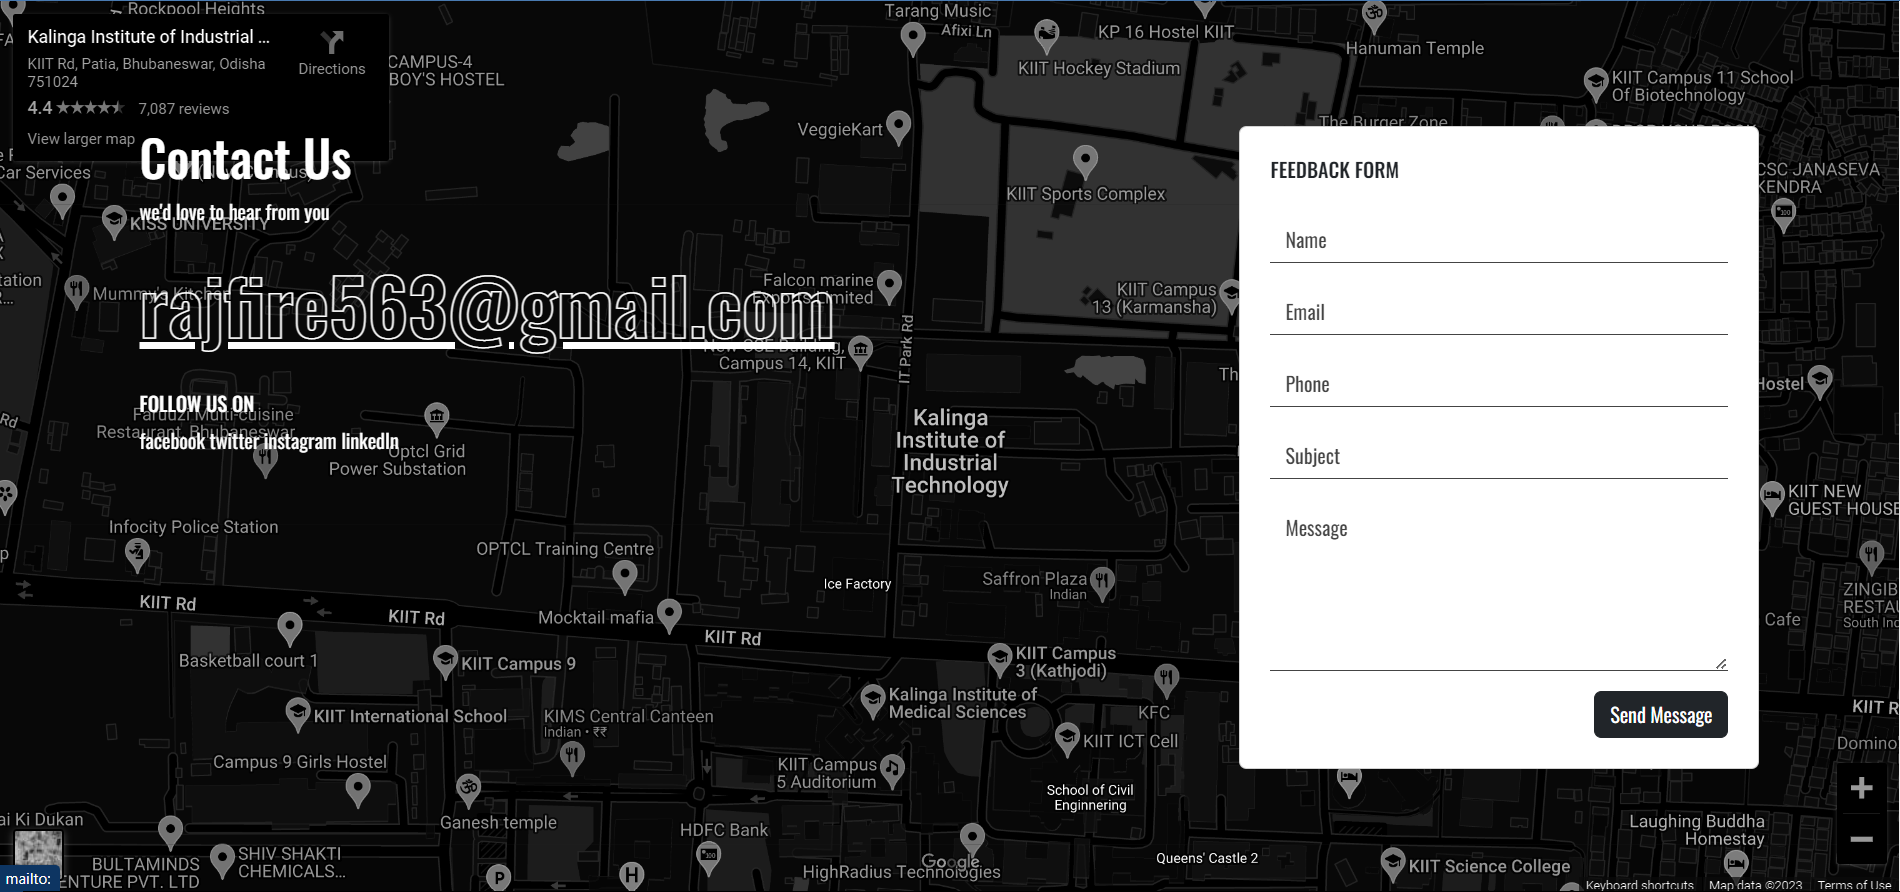 Rockpool Heights
Kalinga Institute of Industrial ...
KIIT Rd, Patia, Bhubaneswar, Odisha
751024
Directions
4.4
7,087 reviews
View larger map
CAMPUS-4
BOY'S HOSTEL
Car Services
Contact Us
we'd love to hear from you
KISS UNIVERSITY
Mummy's Kitchen
rajfire563@gmail.com
FOLLOW US ON
Multi-cuisine
Restaurant, Bhubaneswar
facebook twitter instagram linkedIn
Optcl Grid
Power Substation
Infocity Police Station
OPTCL Training Centre
Mocktail mafia
KIIT Rd
KIIT Rd
KIIT Rd
Basketball court 1
KIIT Campus 9
KIIT International School
KIMS Central Canteen
Indian • ₹₹
Campus 9 Girls Hostel
Ganesh temple
ai Ki Dukan
BULTAMINDS
ENTURE PVT. LTD
SHIV SHAKTI
CHEMICALS...
mailto:
Tarang Music
Afixi Ln
KP 16 Hostel KIIT
KIIT Hockey Stadium
Hanuman Temple
KIIT Campus 11 School
Of Biotechnology
VeggieKart
The Burger Zone
KIIT Sports Complex
CSC JANASEVA
KENDRA
Falcon marine
Exports Limited
KIIT Campus
13 (Karmansha)
New CSE Building,
Campus 14, KIIT
IT Park Rd
Kalinga
Institute of
Industrial
Technology
Ice Factory
Saffron Plaza
Indian
KIIT Campus
3 (Kathjodi)
Kalinga Institute of
Medical Sciences
KFC
KIIT ICT Cell
KIIT Campus
5 Auditorium
School of Civil
Enginnering
HDFC Bank
HighRadius Technologies
Google
Queens' Castle 2
FEEDBACK FORM
Name
Email
Phone
Subject
Message
Send Message
Hostel
KIIT NEW
GUEST HOUSE
ZINGIB
RESTAU
South Inc
Cafe
KIIT R
Domino'
Laughing Buddha
Homestay
KIIT Science College
Keyboard shortcuts
Map data ©2023
Terms of Use